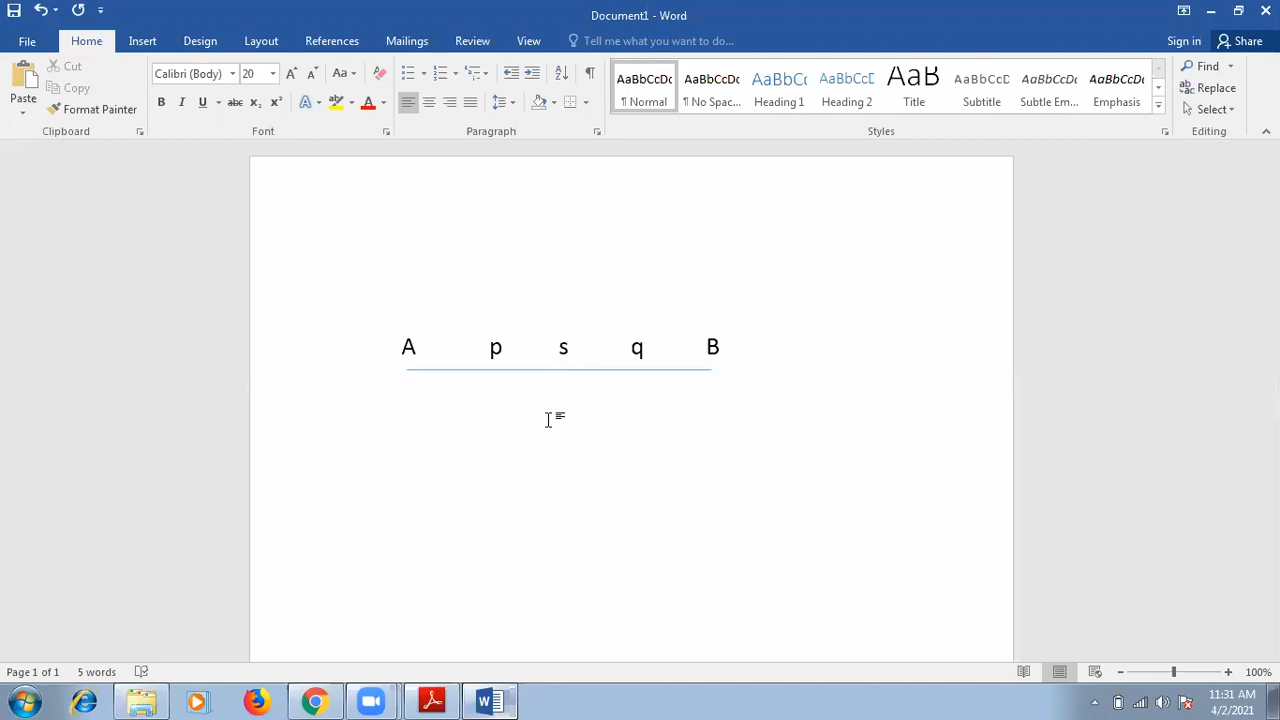 Document1 - Word
File Home Insert Design Layout References Mailings Review View Tell me what you want to do... Sign in Share
Cut
Copy
Format Painter
Paste
Calibri (Body) 20
Clipboard
Font
Paragraph
AaBbCcDc AaBbCcDc AaBbCc AaBbCcC AaB AaBbCcD AaBbCcDc AaBbCcDc
¶ Normal ¶ No Spac... Heading 1 Heading 2 Title Subtitle Subtle Em... Emphasis
Styles
Find
Replace
Select
Editing
A p s q B
Page 1 of 1 5 words
100%
11:31 AM
4/2/2021